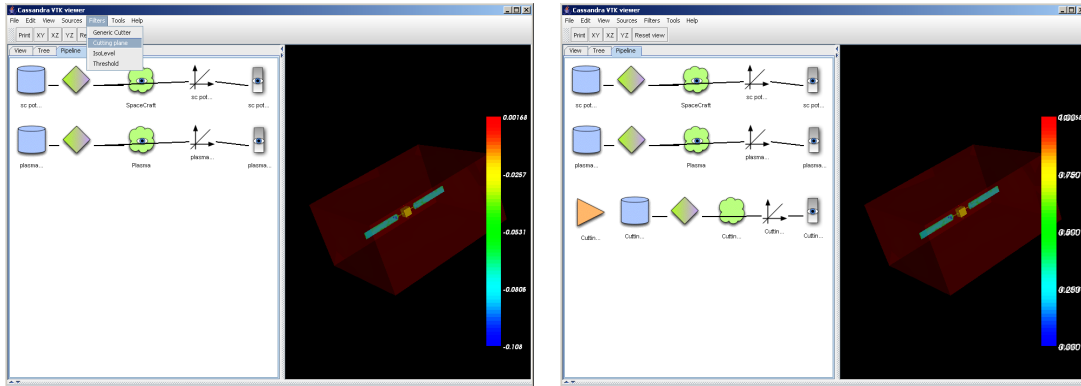 Cassandra VTK viewer
File Edit View Sources Filters Tools Help
Print XY XZ YZ Re
Generic Cutter
Cutting plane
IsoLevel
Threshold
View Tree Pipeline
sc pot... SpaceCraft sc pot... sc pot...
plasma... Plasma plasma... plasma...
0.00168
-0.0257
-0.0531
-0.0806
-0.108
Cassandra VTK viewer
File Edit View Sources Filters Tools Help
Print XY XZ YZ Reset view
View Tree Pipeline
sc pot... SpaceCraft sc pot... sc pot...
plasma... Plasma plasma... plasma...
Cuttin... Cuttin... Cuttin... Cuttin... Cuttin...